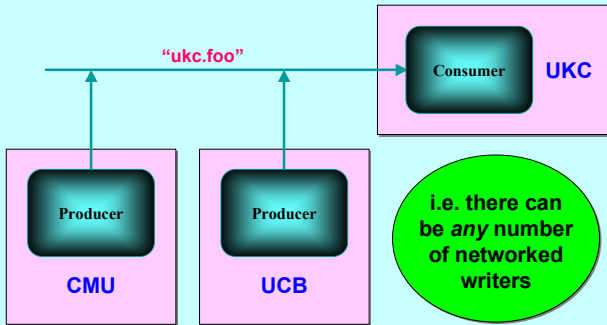 “ukc.foo”
Consumer
UKC
Producer
CMU
Producer
UCB
i.e. there can
be any number
of networked
writers